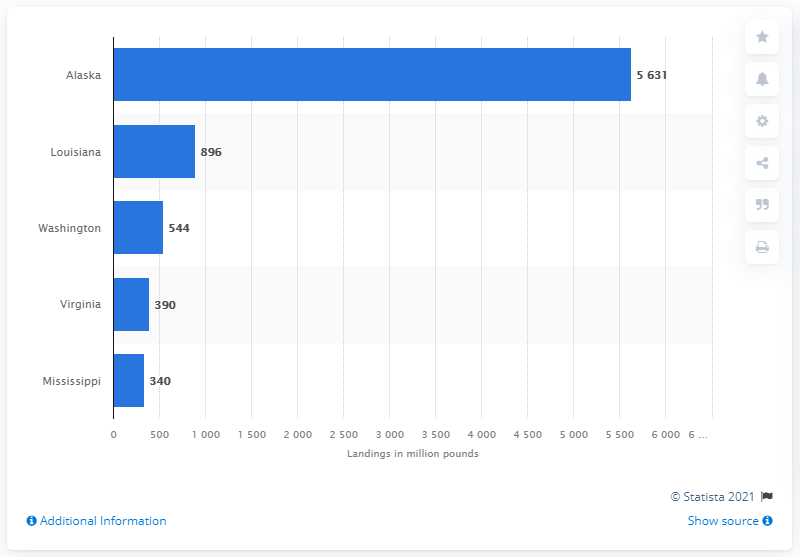 Alaska 5 631
Louisiana 896
Washington 544
Virginia 390
Mississippi 340
0 500 1 000 1 500 2 000 2 500 3 000 3 500 4 000 4 500 5 000 5 500 6 000 6 ...
Landings in million pounds
© Statista 2021
Additional Information
Show source